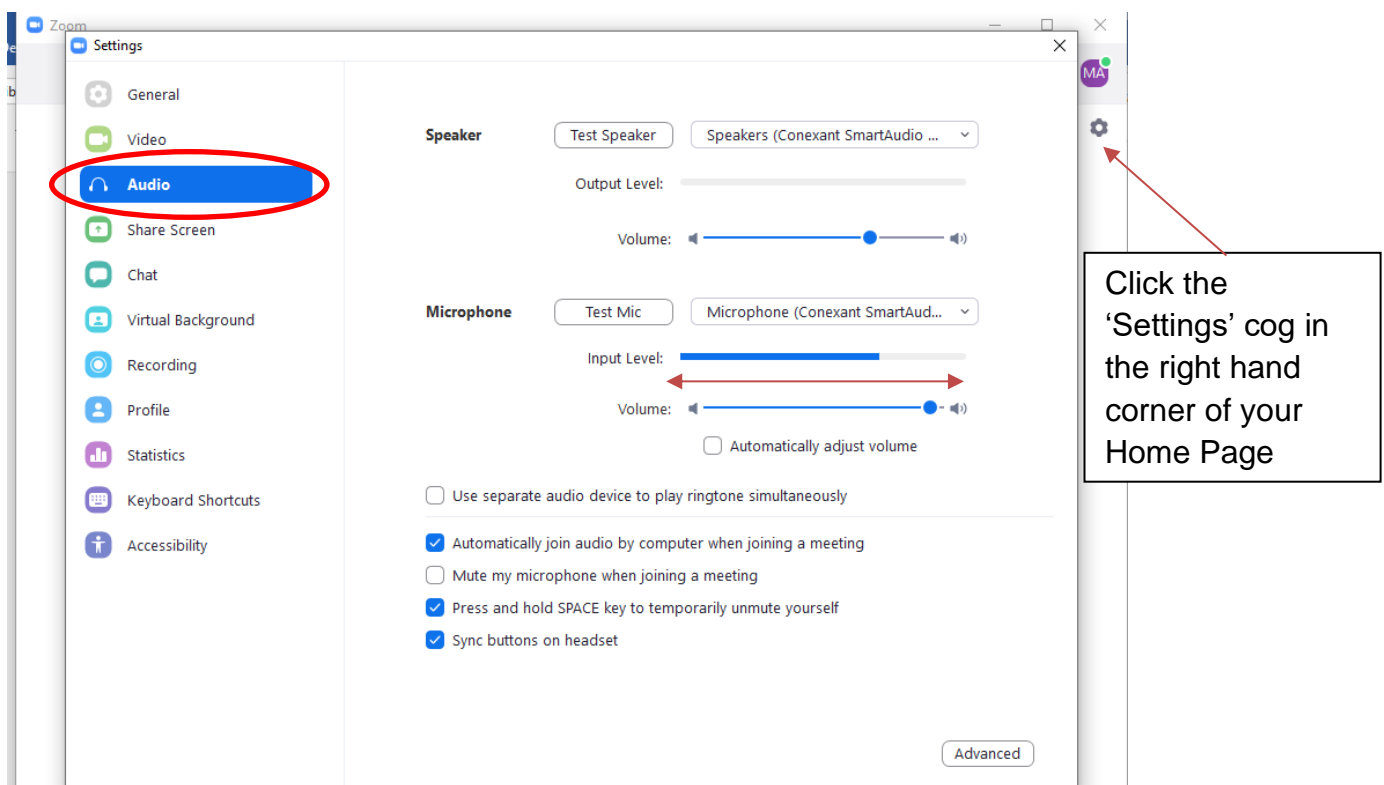 Zoom
Settings
MA
General
Video
Audio
Share Screen
Chat
Virtual Background
Recording
Profile
Statistics
Keyboard Shortcuts
Accessibility
Speaker Test Speaker Speakers (Conexant SmartAudio ...
Output Level:
Volume:
Microphone Test Mic Microphone (Conexant SmartAud...
Input Level:
Volume:
Automatically adjust volume
Use separate audio device to play ringtone simultaneously
Automatically join audio by computer when joining a meeting
Mute my microphone when joining a meeting
Press and hold SPACE key to temporarily unmute yourself
Sync buttons on headset
Advanced
Click the
‘Settings’ cog in
the right hand
corner of your
Home Page